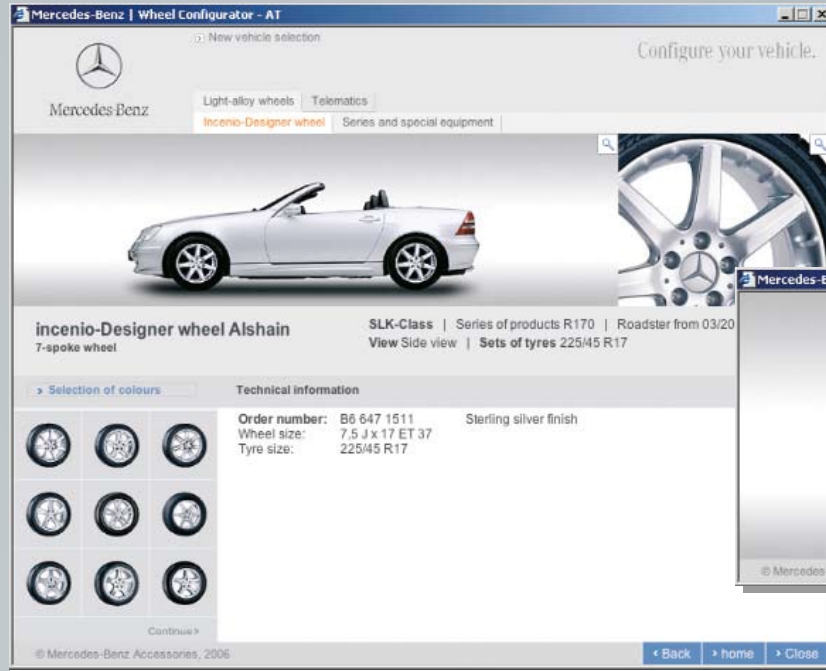 Mercedes-Benz | Wheel Configurator - AT
New vehicle selection
Configure your vehicle.
Mercedes-Benz
Light-alloy wheels Telematics
Incenio-Designer wheel Series and special equipment
Mercedes-B
incenio-Designer wheel Alshain
7-spoke wheel
SLK-Class | Series of products R170 | Roadster from 03/20
View Side view | Sets of tyres 225/45 R17
› Selection of colours
Technical information
Order number: B6 647 1511 Sterling silver finish
Wheel size: 7,5 J x 17 ET 37
Tyre size: 225/45 R17
© Mercedes
Continue>
© Mercedes-Benz Accessories, 2006
‹ Back › home › Close